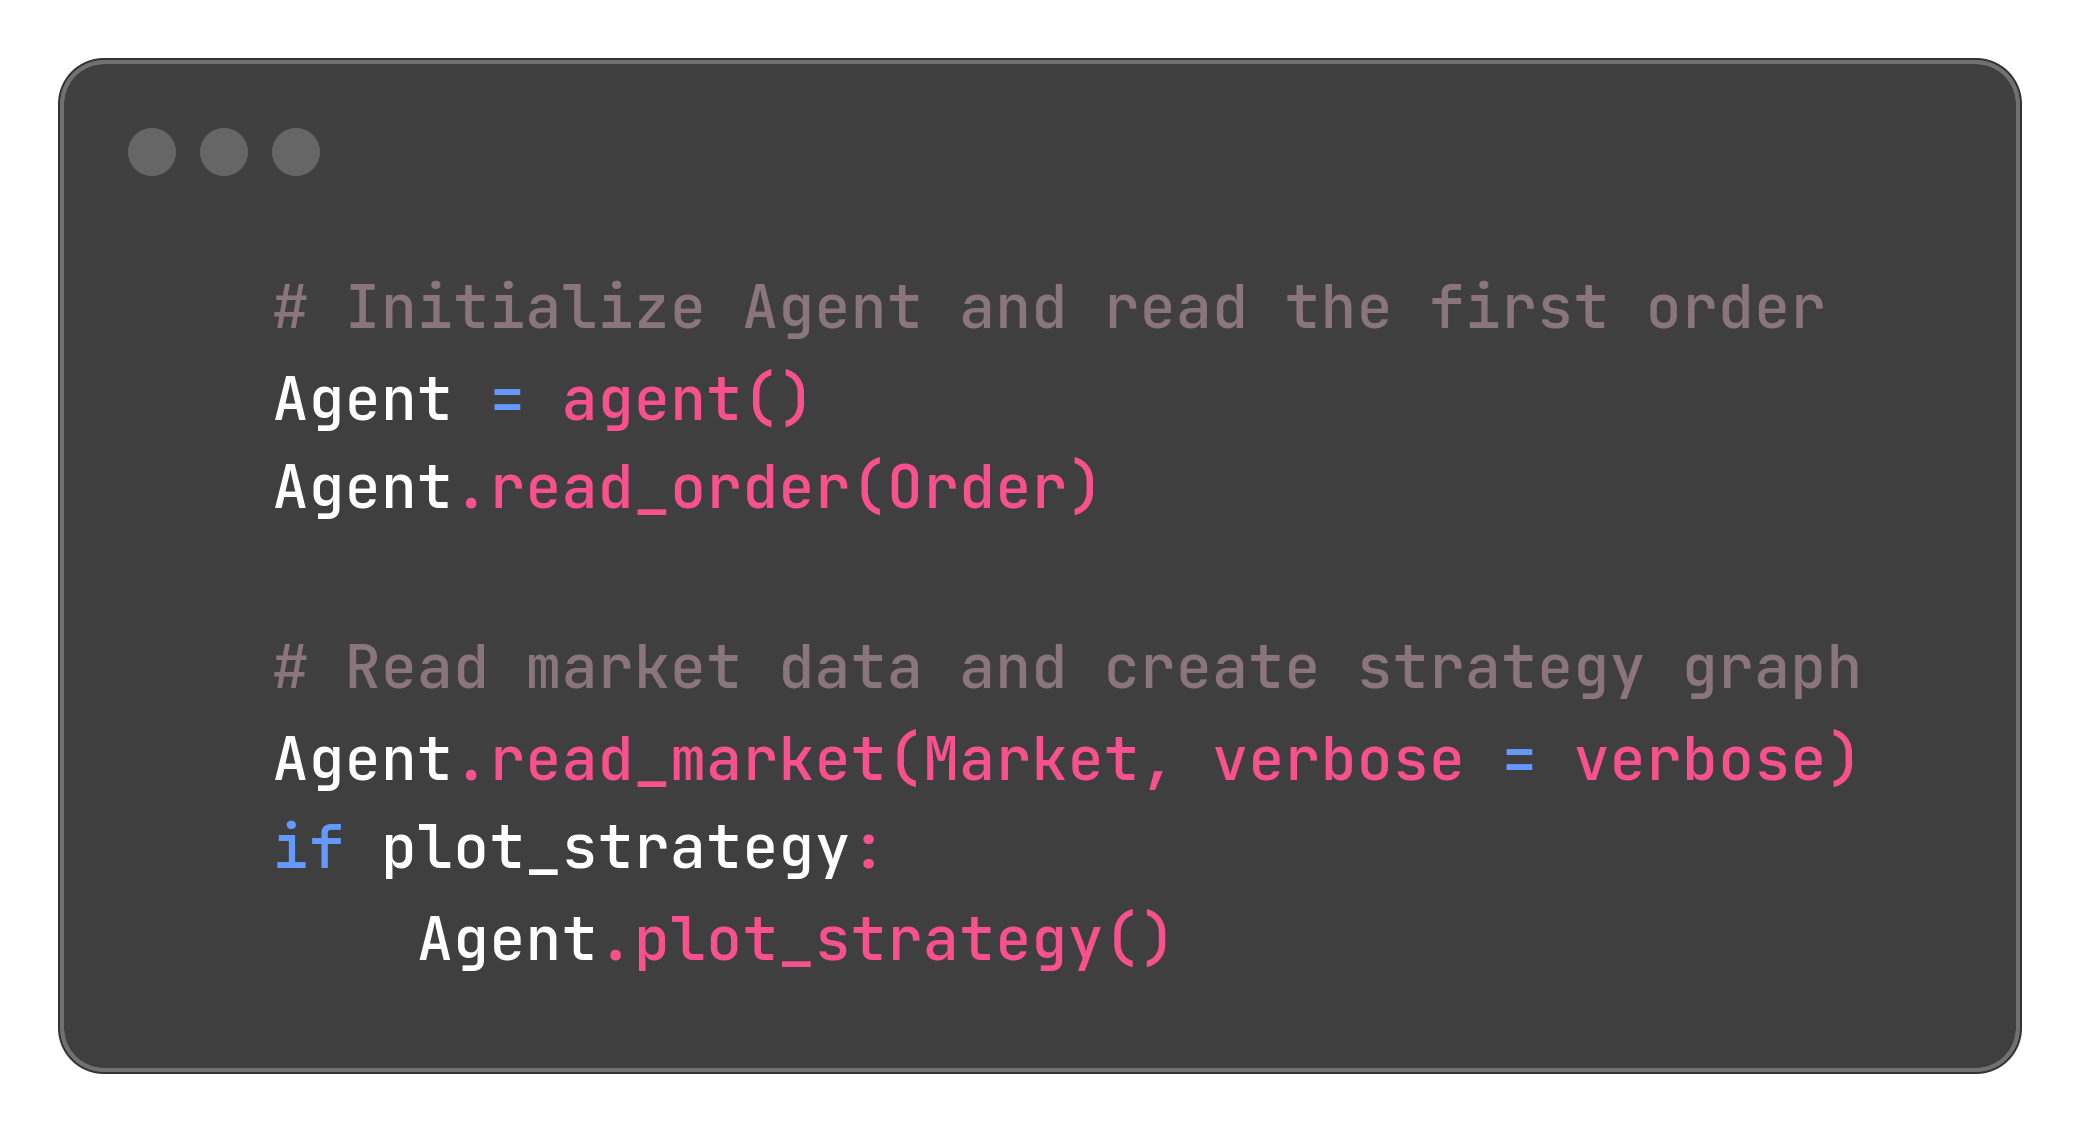 # Initialize Agent and read the first order
Agent = agent()
Agent.read_order(Order)
# Read market data and create strategy graph
Agent.read_market(Market, verbose = verbose)
if plot_strategy:
    Agent.plot_strategy()